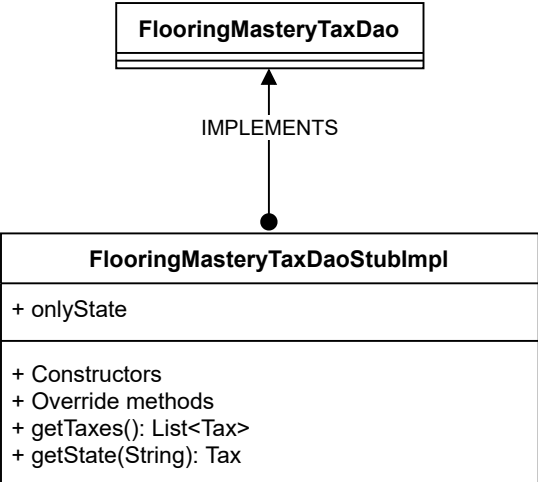 FlooringMasteryTaxDao
IMPLEMENTS
FlooringMasteryTaxDaoStubImpl
+ onlyState
+ Constructors
+ Override methods
+ getTaxes(): List<Tax>
+ getState(String): Tax